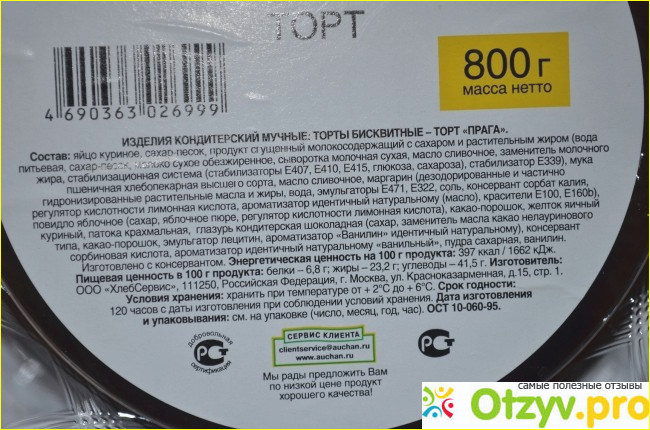 ТОРТ
800 г
масса нетто
4 690363 026999
ИЗДЕЛИЯ КОНДИТЕРСКИЙ МУЧНЫЕ: ТОРТЫ БИСКВИТНЫЕ – ТОРТ «ПРАГА».
Состав: яйцо куриное, сахар-песок, продукт сгущенный молокосодержащий с сахаром и растительным жиром (вода
питьевая, сахар-песок, молоко сухое обезжиренное, сыворотка молочная сухая, масло сливочное, заменитель молочного
жира, стабилизационная система (стабилизаторы Е407, Е410, Е415, глюкоза, сахароза), стабилизатор Е339), мука
пшеничная хлебопекарная высшего сорта, масло сливочное, маргарин (дезодорированные и частично
гидронизированные растительные масла и жиры, вода, эмульгаторы Е471, Е322, соль, консервант сорбат калия,
регулятор кислотности лимонная кислота, ароматизатор идентичный натуральному (масло), красители Е100, Е160b),
повидло яблочное (сахар, яблочное пюре, регулятор кислотности лимонная кислота), какао-порошок, желток яичный
куриный, патока крахмальная, глазурь кондитерская шоколадная (сахар, заменитель масла какао нелауринового
типа, какао-порошок, эмульгатор лецитин, ароматизатор «Ванилин» идентичный натуральному), консервант
сорбиновая кислота, ароматизатор идентичный натуральному «ванильный», пудра сахарная, ванилин.
Изготовлено с консервантом. Энергетическая ценность на 100 г продукта: 397 ккал / 1662 кДж.
Пищевая ценность в 100 г продукта: белки – 6,8 г; жиры – 23,2 г; углеводы – 41,5 г. Изготовитель:
ООО «ХлебСервис», 111250, Российская Федерация, г. Москва, ул. Красноказарменная, д.15, стр. 1.
Условия хранения: хранить при температуре от + 2°С до + 6°С. Срок годности:
120 часов с даты изготовления при соблюдении условий хранения. Дата изготовления
и упаковывания: см. на упаковке (число, месяц, год, час). ОСТ 10-060-95.
добровольная
сертификация
СЕРВИС КЛИЕНТА
clientservice@auchan.ru
www.auchan.ru
Мы рады предложить Вам
по низкой цене продукт
хорошего качества!
самые полезные отзывы
Otzyv.pro